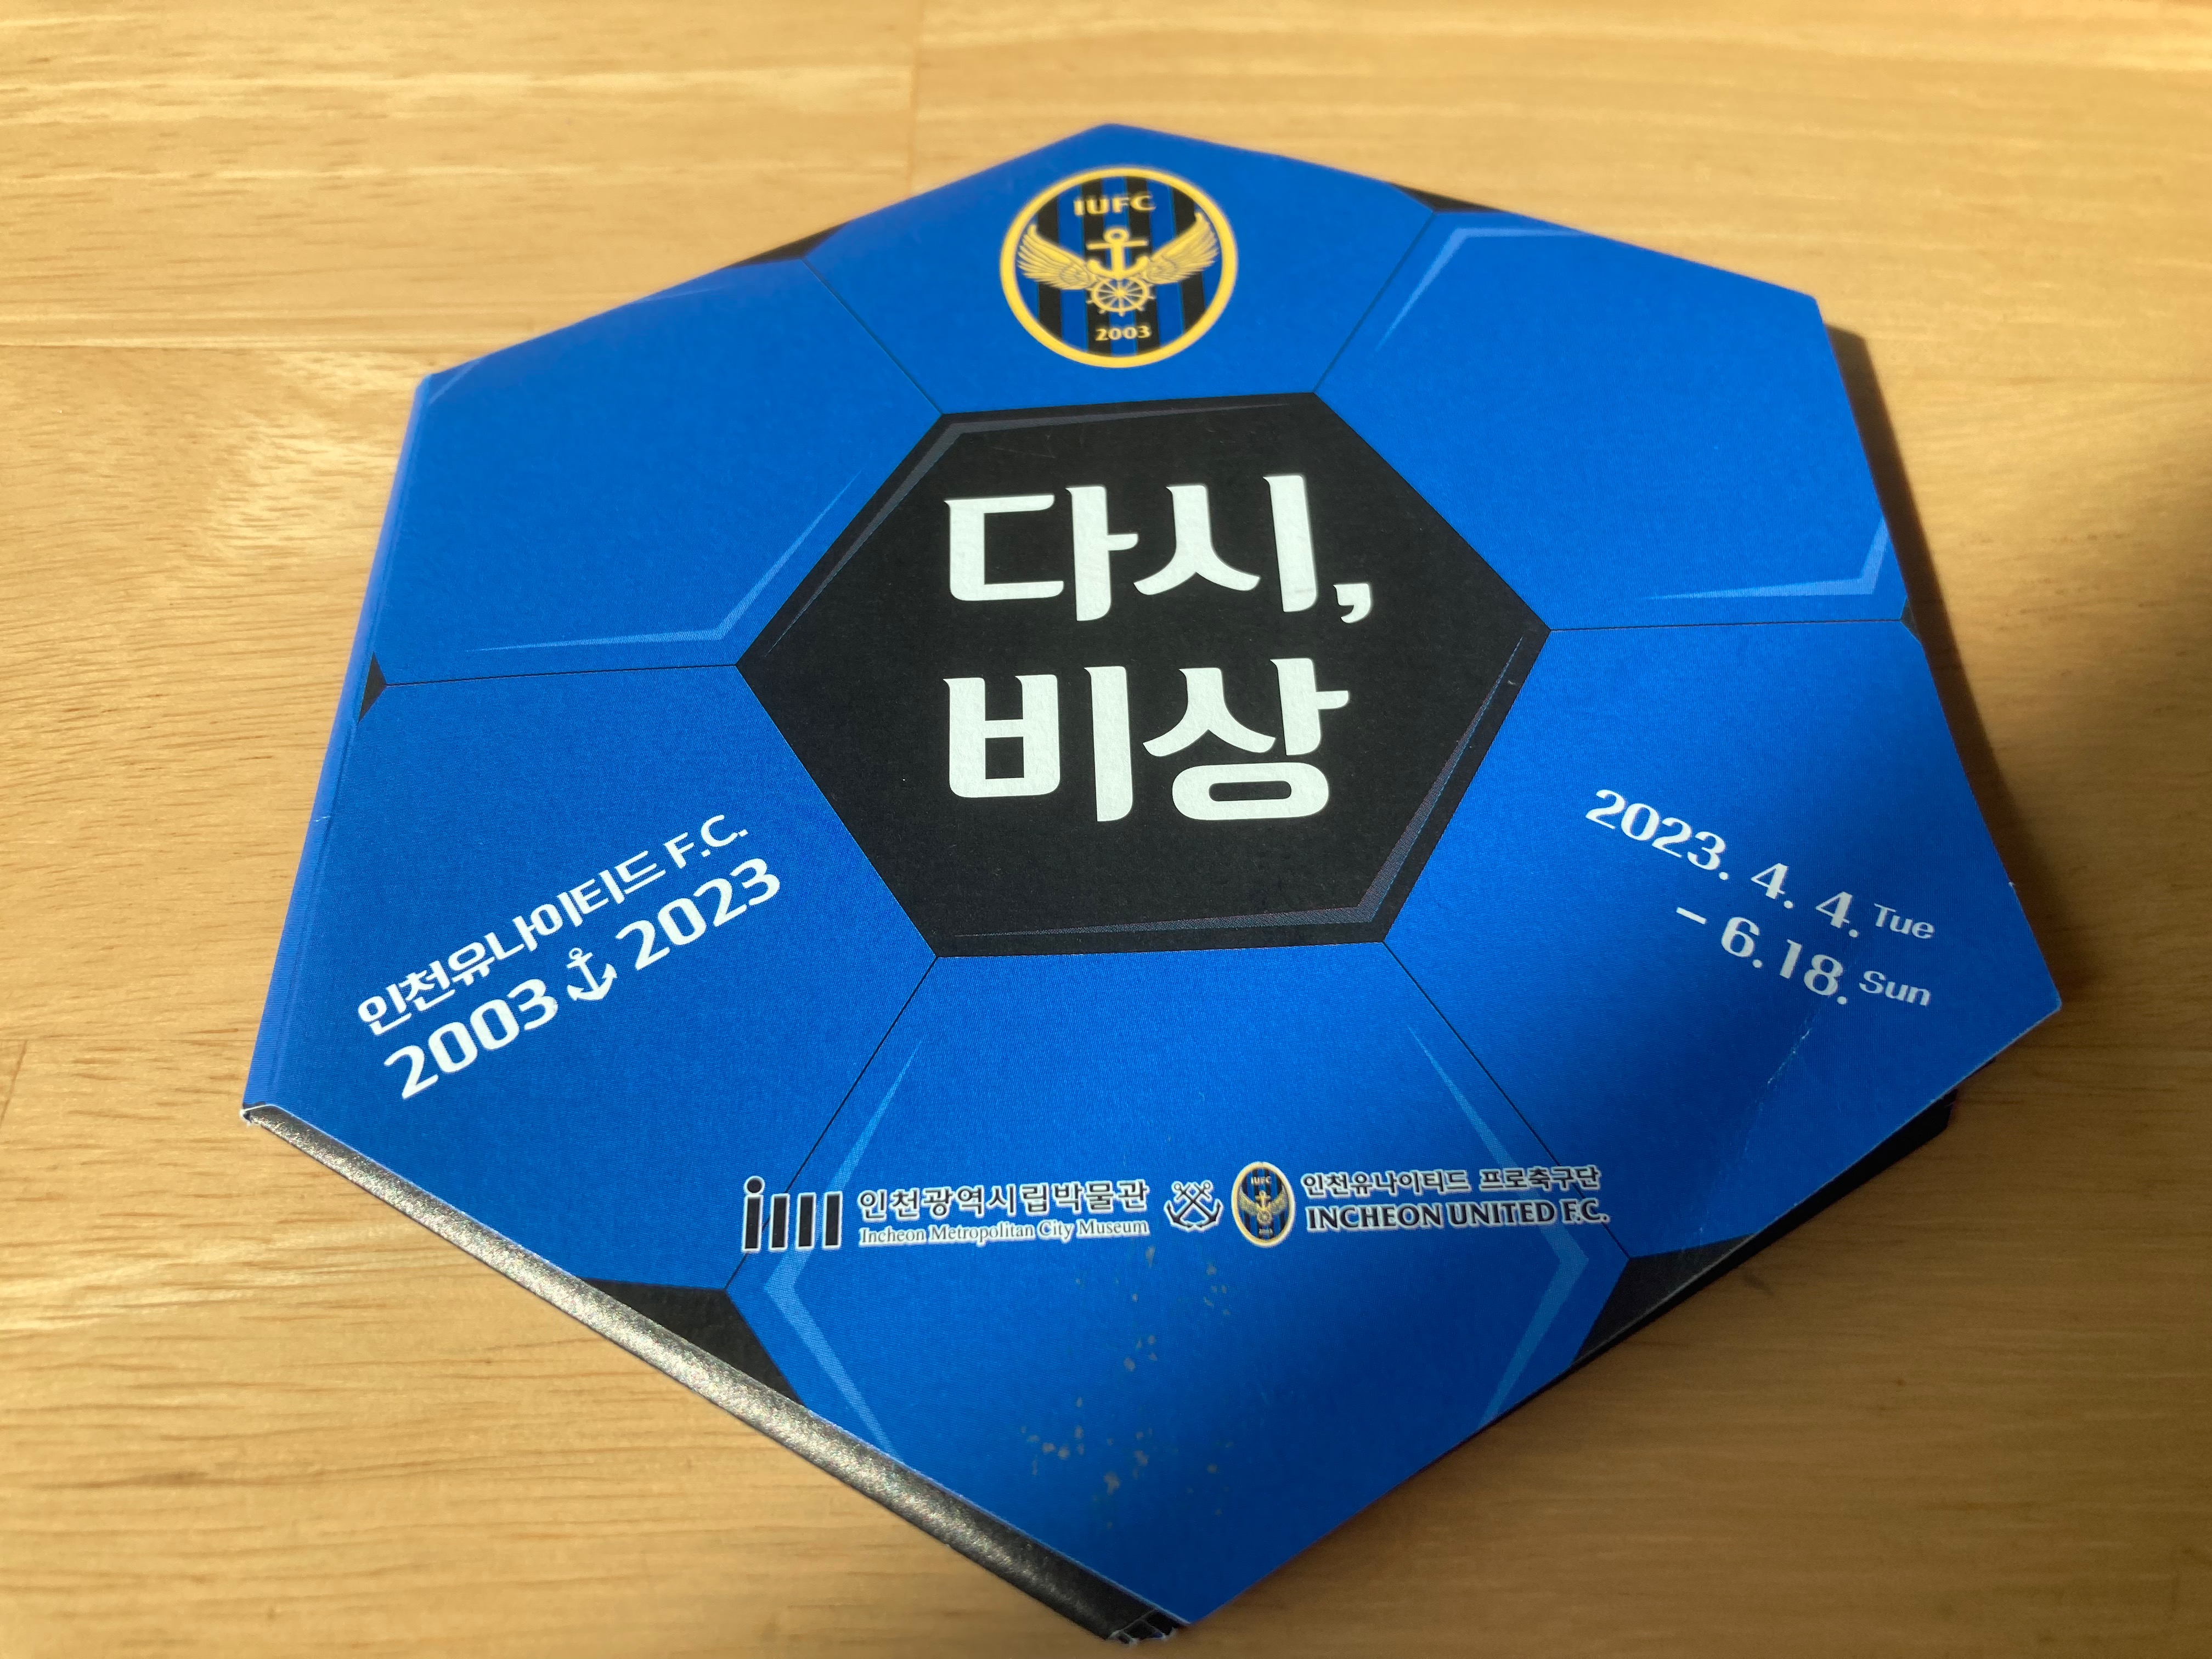 IUFC
2003
다시,
비상
인천유나이티드 F.C.
2003 2023
2023. 4. 4. Tue
- 6. 18. Sun
인천광역시립박물관
Incheon Metropolitan City Museum
IUFC
인천유나이티드 프로축구단
INCHEON UNITED F.C.